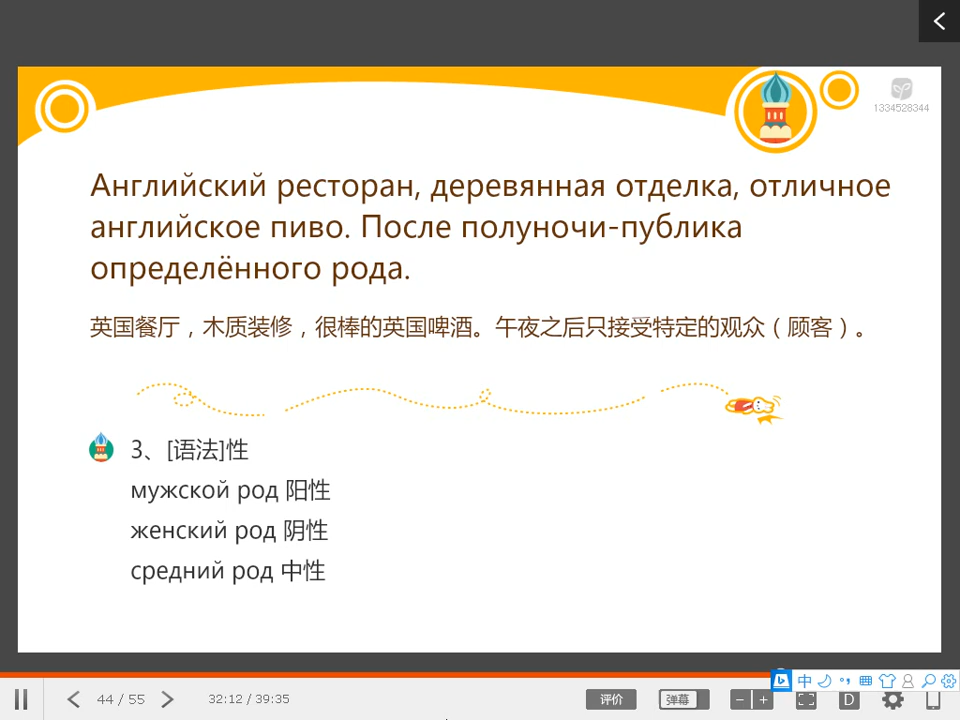 1334528344
Английский ресторан, деревянная отделка, отличное
английское пиво. После полуночи-публика
определённого рода.
英国餐厅，木质装修，很棒的英国啤酒。午夜之后只接受特定的观众（顾客）。
3、[语法]性
мужской род 阳性
женский род 阴性
средний род 中性
44 / 55
32:12 / 39:35
评价
弹幕
D
中